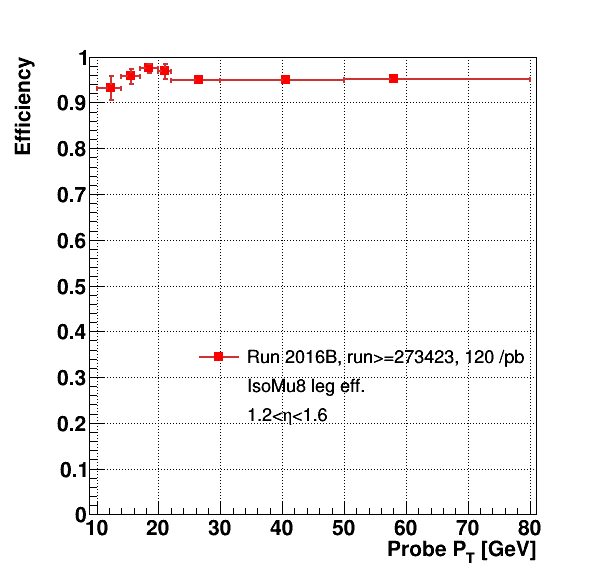 Efficiency
1
0.9
0.8
0.7
0.6
0.5
0.4
0.3
0.2
0.1
0
Run 2016B, run>=273423, 120 /pb
IsoMu8 leg eff.
1.2<η<1.6
10 20 30 40 50 60 70 80
Probe P_T [GeV]